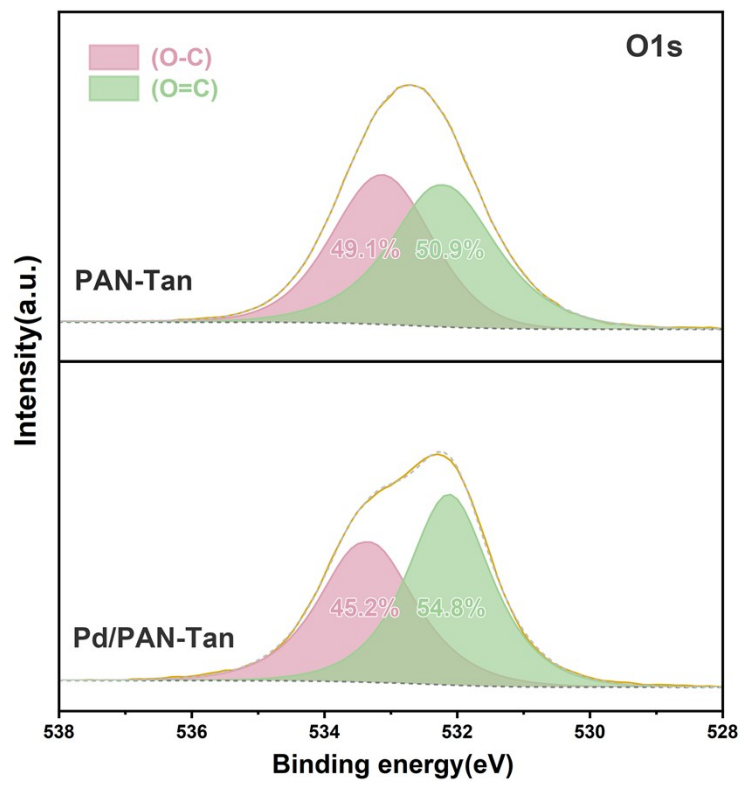 O1s
(O-C)
(O=C)
49.1% 50.9%
PAN-Tan
45.2% 54.8%
Pd/PAN-Tan
Intensity(a.u.)
538 536 534 532 530 528
Binding energy(eV)